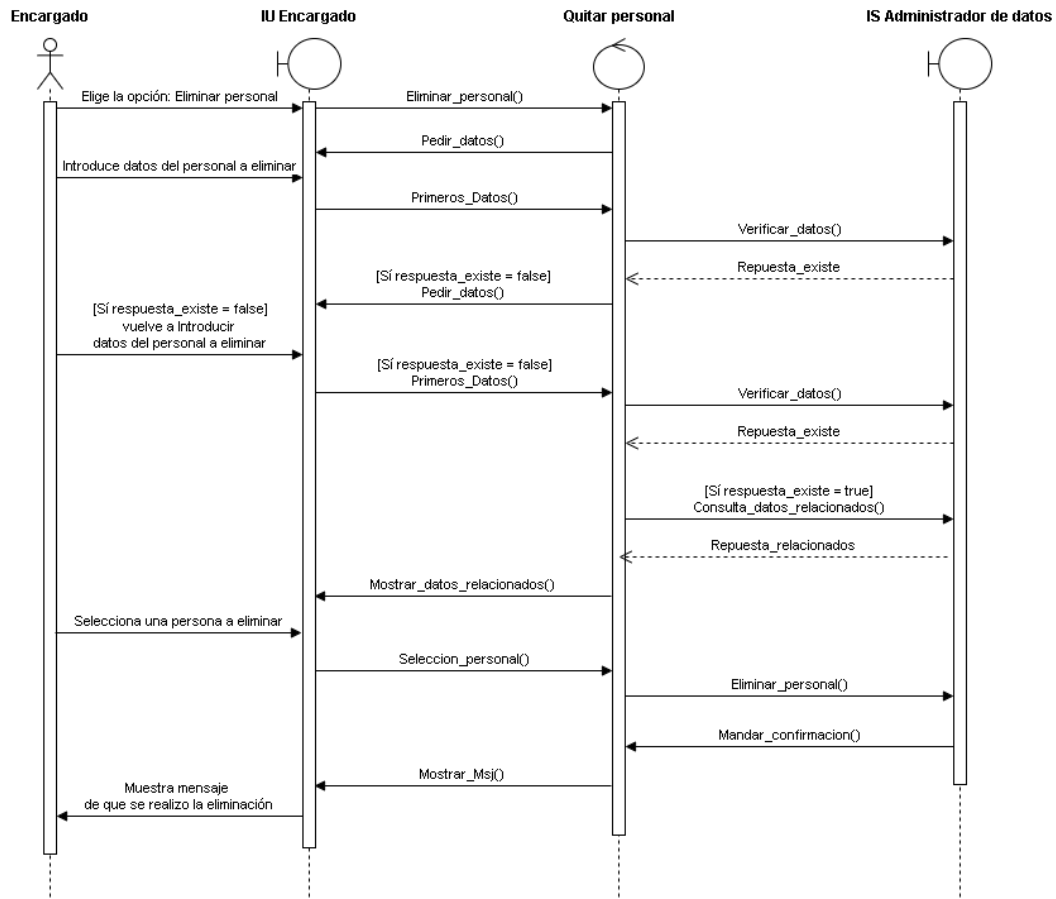 Encargado
IU Encargado
Quitar personal
IS Administrador de datos
Elige la opción: Eliminar personal
Eliminar_personal()
Pedir_datos()
Introduce datos del personal a eliminar
Primeros_Datos()
Verificar_datos()
Repuesta_existe
[Sí respuesta_existe = false]
Pedir_datos()
[Sí respuesta_existe = false]
vuelve a Introducir
datos del personal a eliminar
[Sí respuesta_existe = false]
Primeros_Datos()
Verificar_datos()
Repuesta_existe
[Sí respuesta_existe = true]
Consulta_datos_relacionados()
Repuesta_relacionados
Mostrar_datos_relacionados()
Selecciona una persona a eliminar
Seleccion_personal()
Eliminar_personal()
Mandar_confirmacion()
Mostrar_Msj()
Muestra mensaje
de que se realizo la eliminación